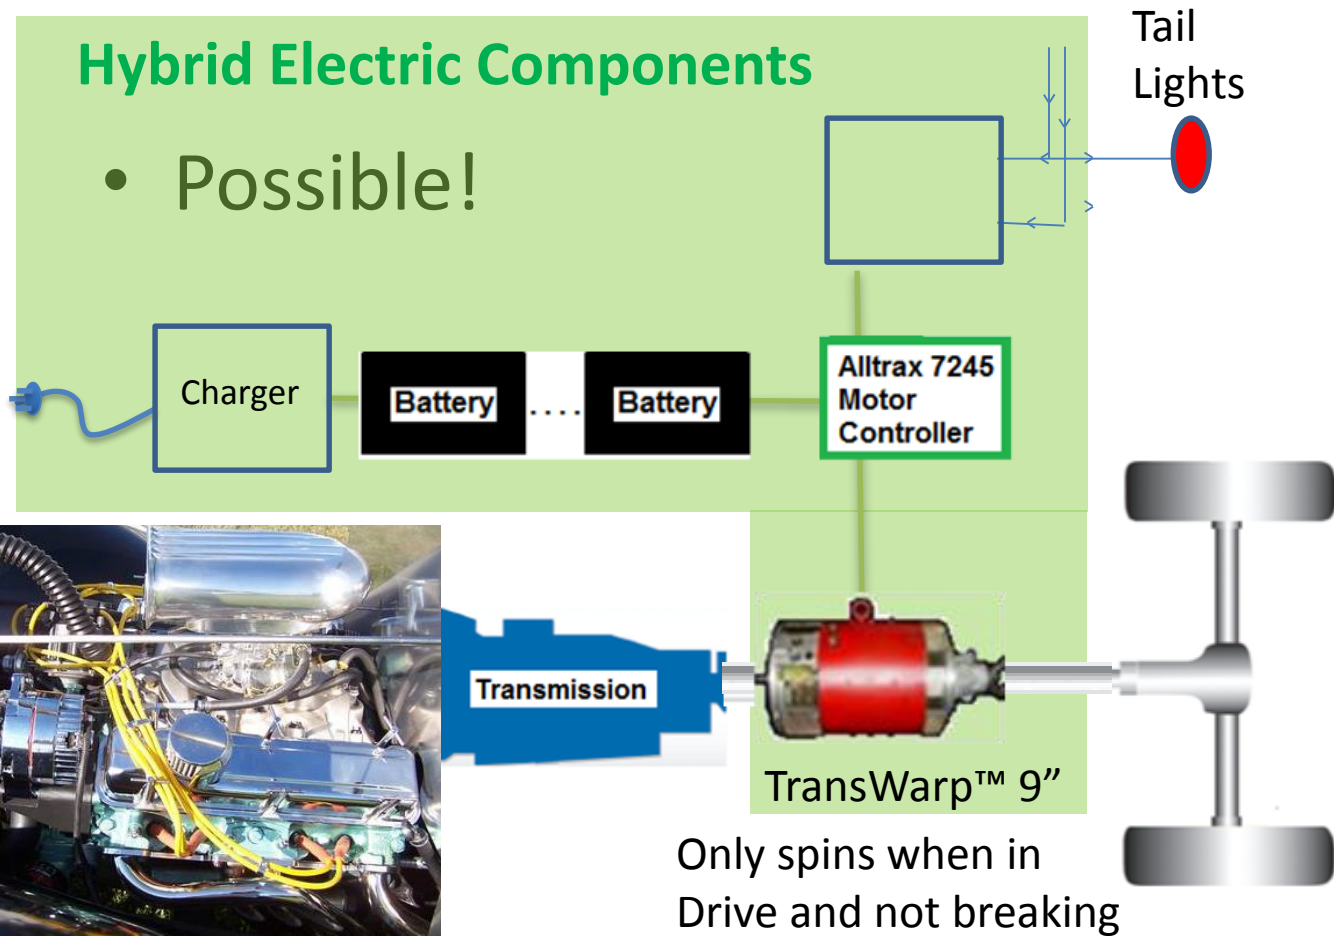 Hybrid Electric Components
• Possible!
Tail
Lights
Charger
Battery
. . . .
Battery
Alltrax 7245
Motor
Controller
Transmission
TransWarp™ 9”
Only spins when in
Drive and not breaking